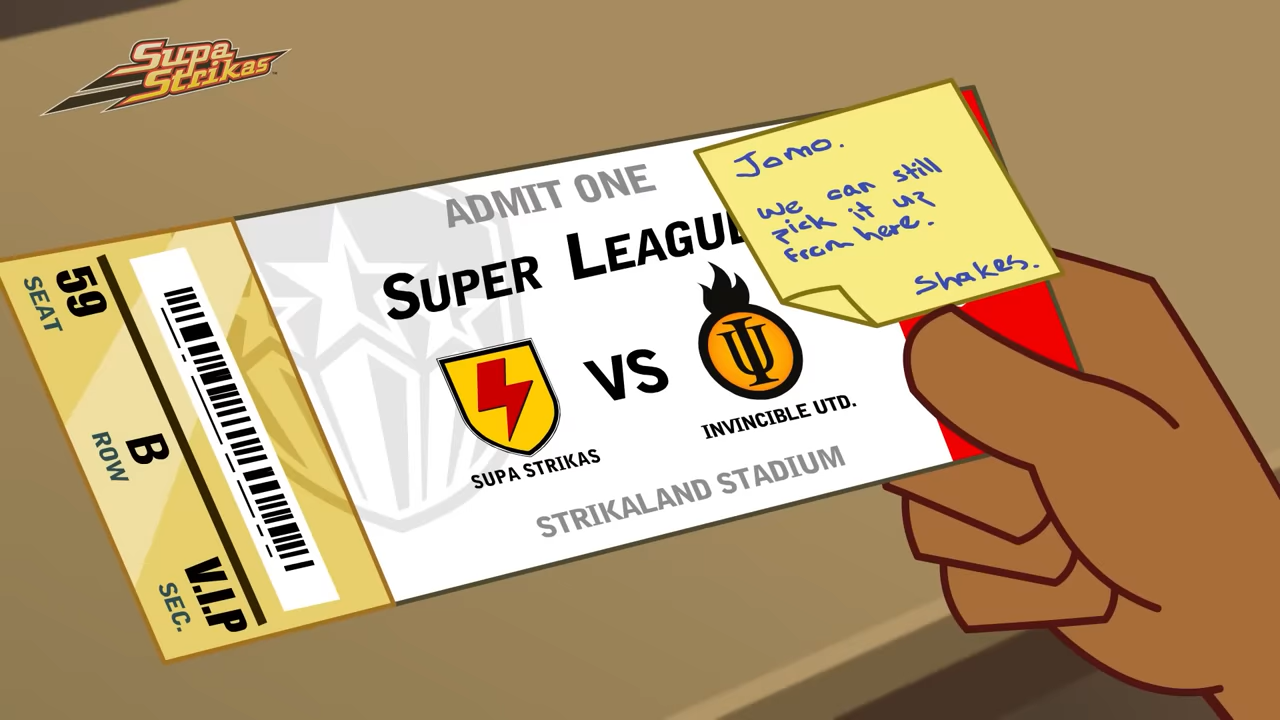 Supa
Strikas
ADMIT ONE
SUPER LEAGUE
SUPA STRIKAS
VS
INVINCIBLE UTD.
STRIKALAND STADIUM
Jomo.
We can still
pick it up
from here.
Shakes.
59
SEAT
B
ROW
V.I.P
SEC.